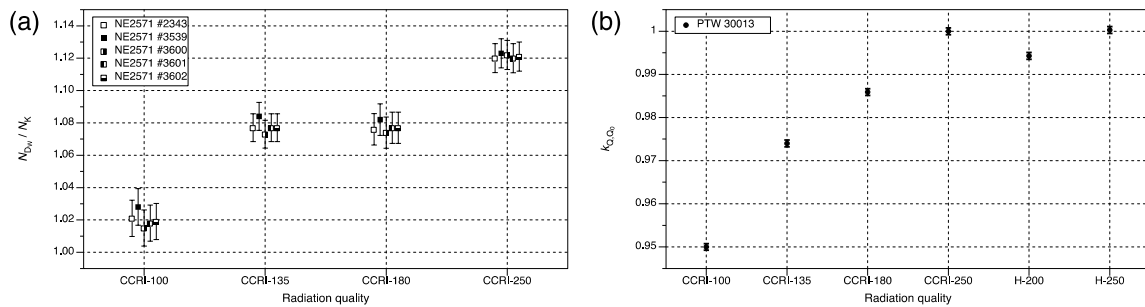 (a)
NE2571 #2343
NE2571 #3539
NE2571 #3600
NE2571 #3601
NE2571 #3602
N_Dw / N_K
1.14
1.12
1.10
1.08
1.06
1.04
1.02
1.00
CCRI-100 CCRI-135 CCRI-180 CCRI-250
Radiation quality
(b)
PTW 30013
k_Q,Q0
1
0.99
0.98
0.97
0.96
0.95
CCRI-100 CCRI-135 CCRI-180 CCRI-250 H-200 H-250
Radiation quality